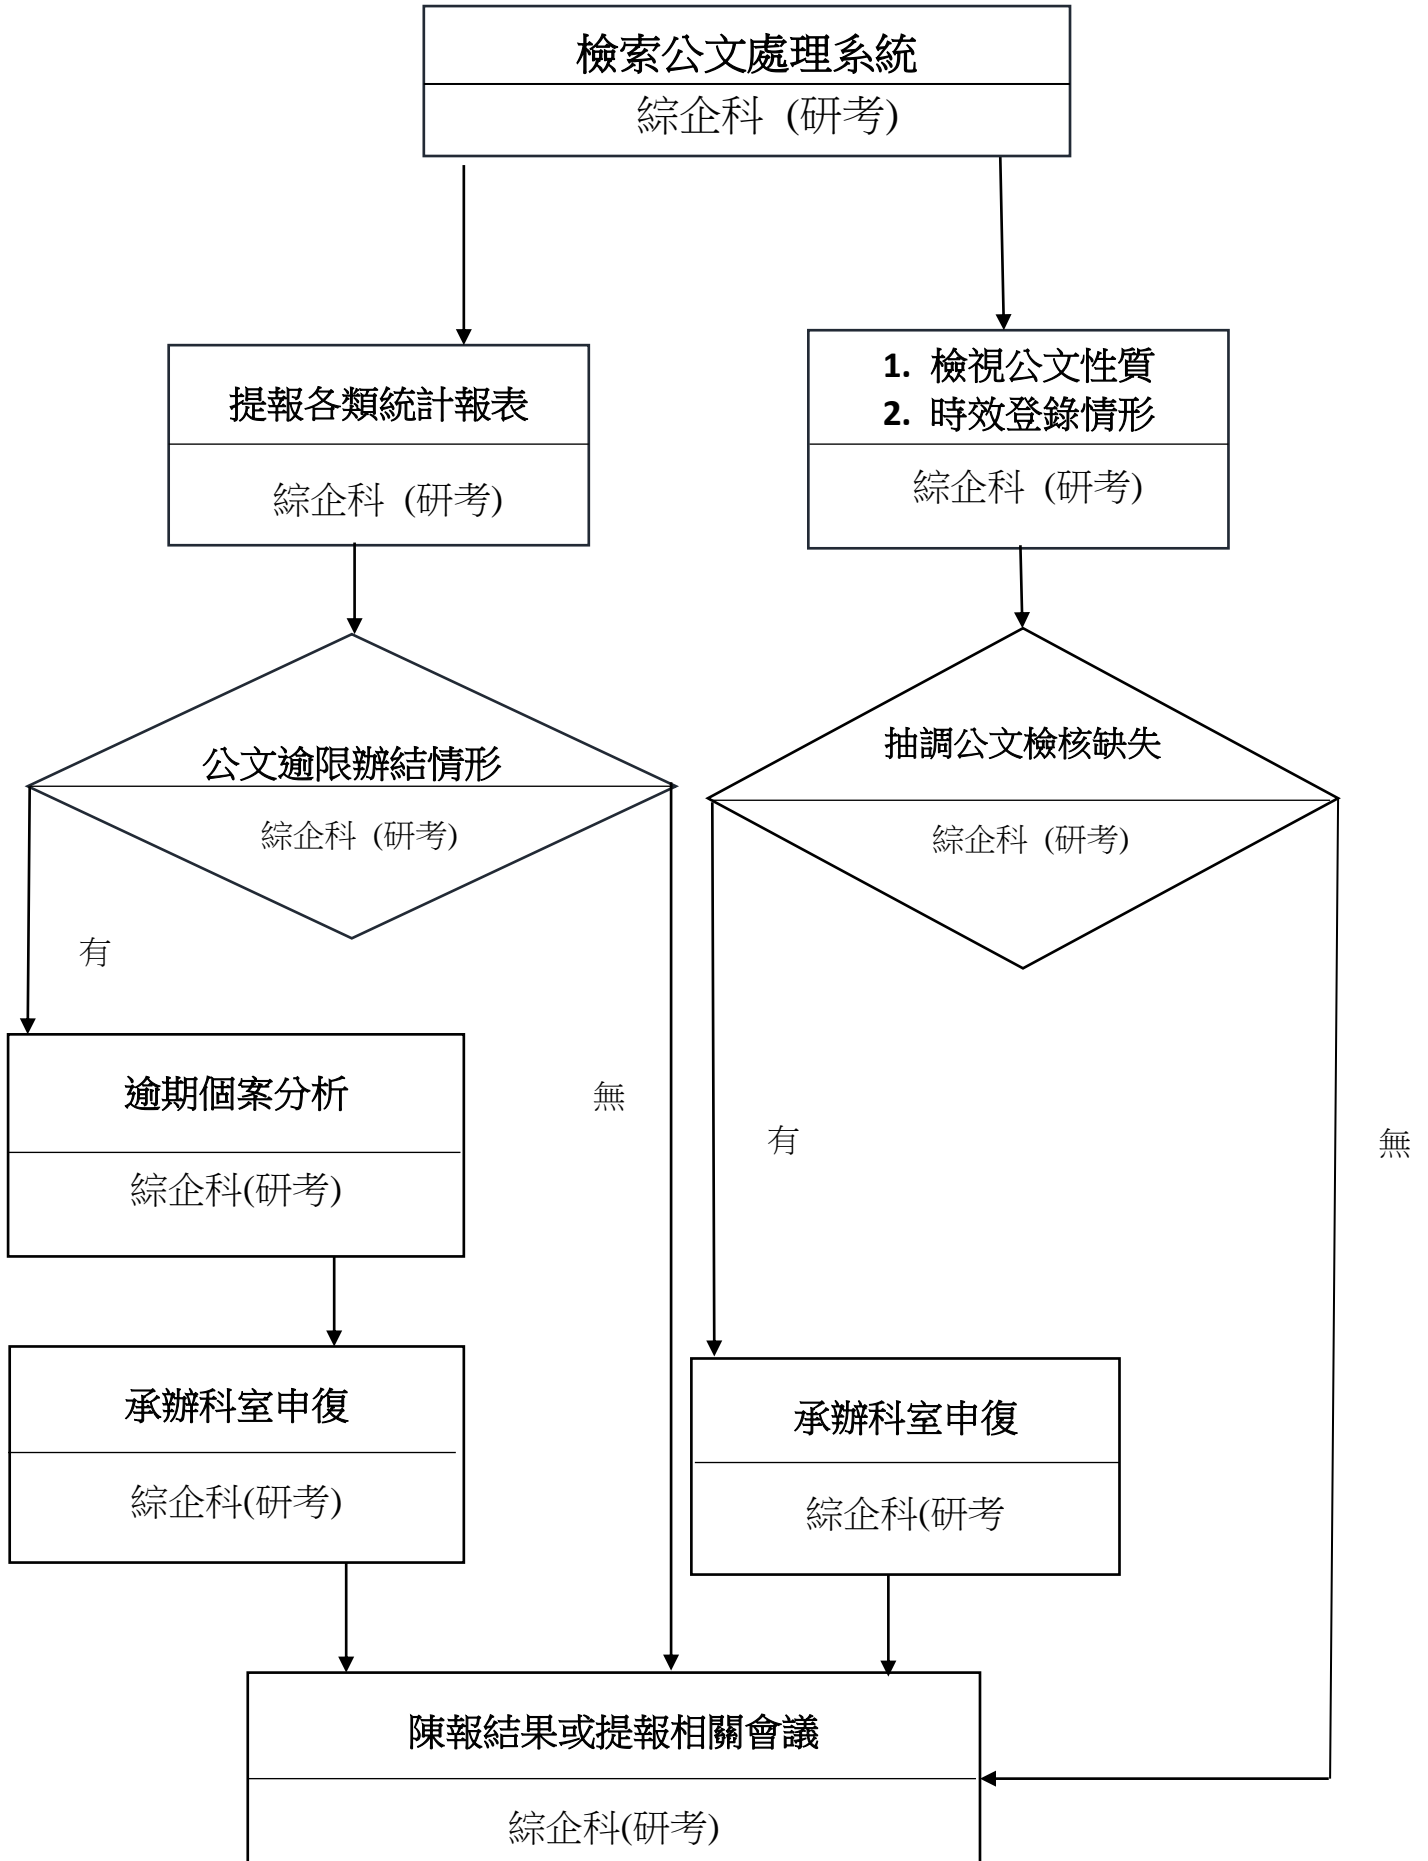 檢索公文處理系統
綜企科 (研考)
提報各類統計報表
綜企科 (研考)
1. 檢視公文性質
2. 時效登錄情形
綜企科 (研考)
公文逾限辦結情形
綜企科 (研考)
抽調公文檢核缺失
綜企科 (研考)
有
無
有
無
逾期個案分析
綜企科(研考)
承辦科室申復
綜企科(研考)
承辦科室申復
綜企科(研考
陳報結果或提報相關會議
綜企科(研考)